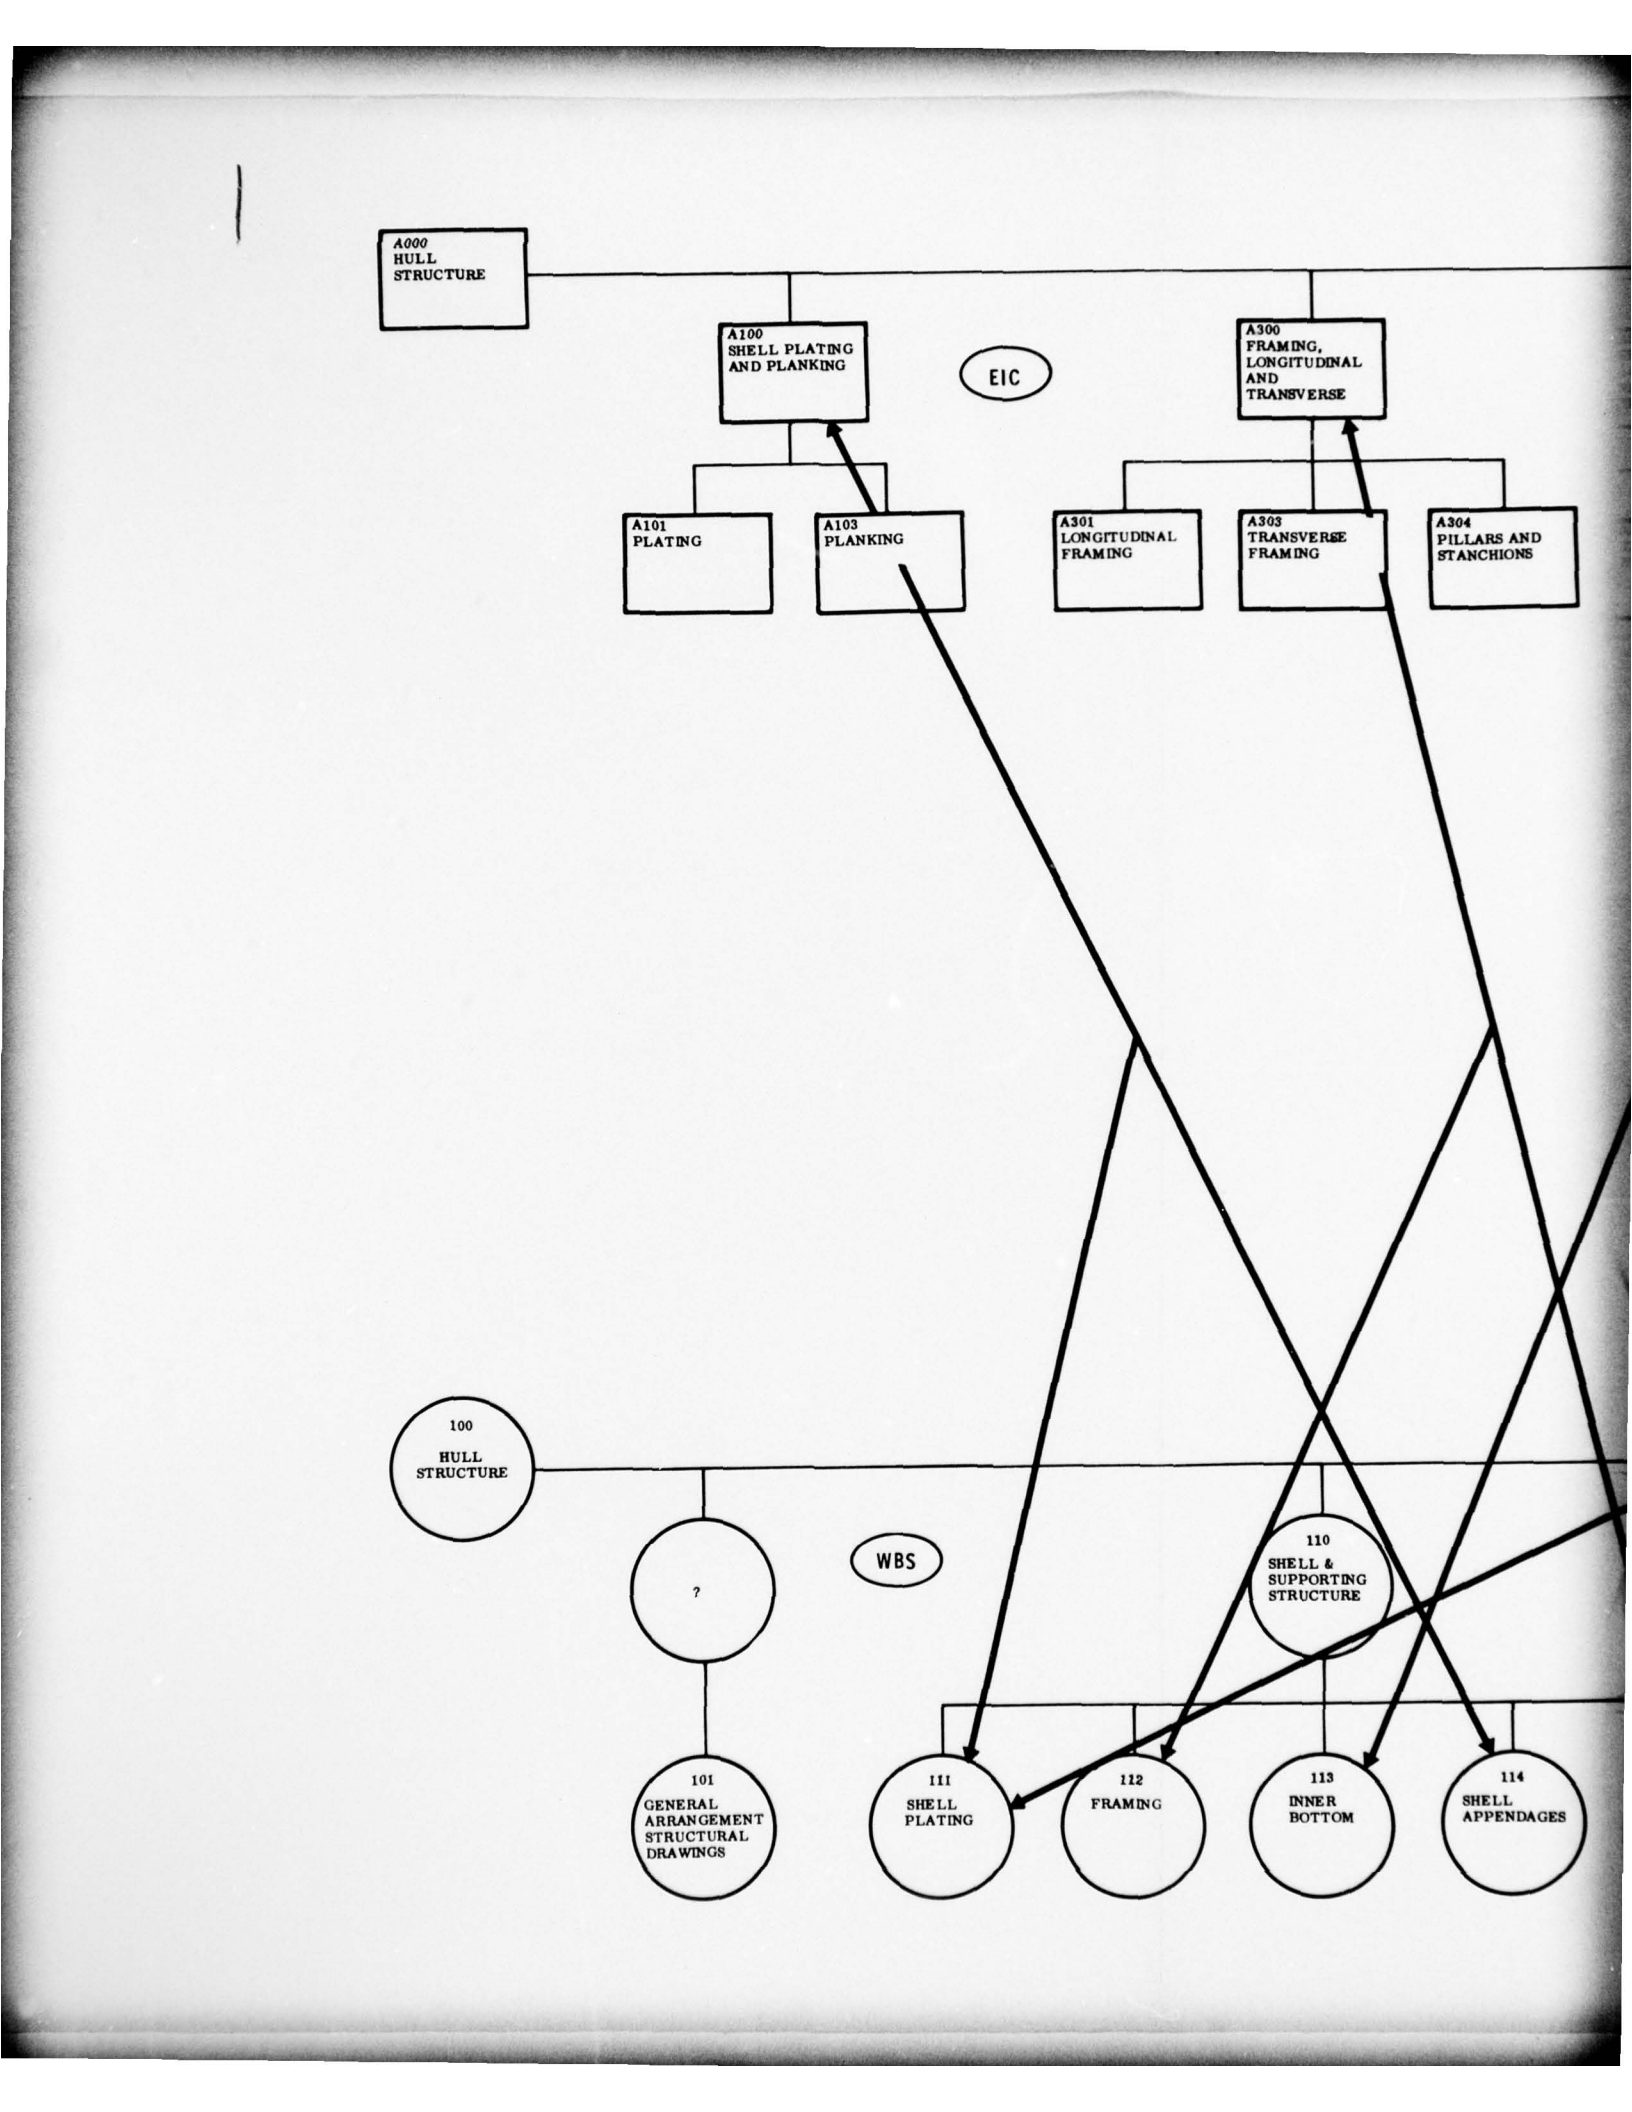 A000
HULL
STRUCTURE
A100
SHELL PLATING
AND PLANKING
EIC
A300
FRAMING,
LONGITUDINAL
AND
TRANSVERSE
A101
PLATING
A103
PLANKING
A301
LONGITUDINAL
FRAMING
A303
TRANSVERSE
FRAMING
A304
PILLARS AND
STANCHIONS
100
HULL
STRUCTURE
?
WBS
110
SHELL &
SUPPORTING
STRUCTURE
101
GENERAL
ARRANGEMENT
STRUCTURAL
DRAWINGS
111
SHELL
PLATING
112
FRAMING
113
INNER
BOTTOM
114
SHELL
APPENDAGES